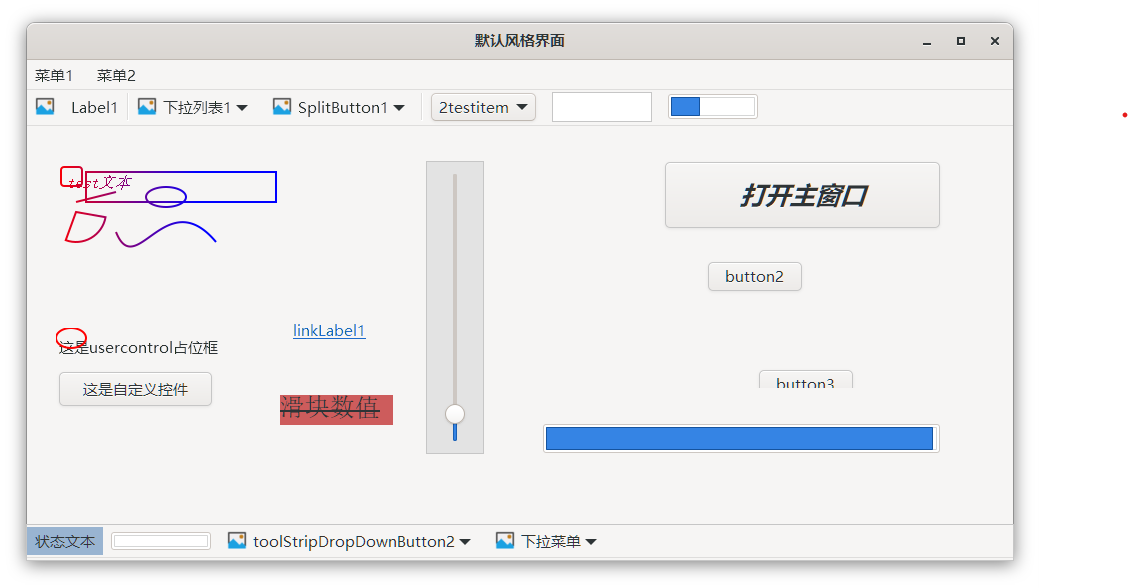 默认风格界面
菜单1 菜单2
Label1 下拉列表1 SplitButton1 2testitem
test文本
打开主窗口
button2
linkLabel1
这是usercontrol占位框
button3
这是自定义控件
滑块数值
状态文本 toolStripDropDownButton2 下拉菜单